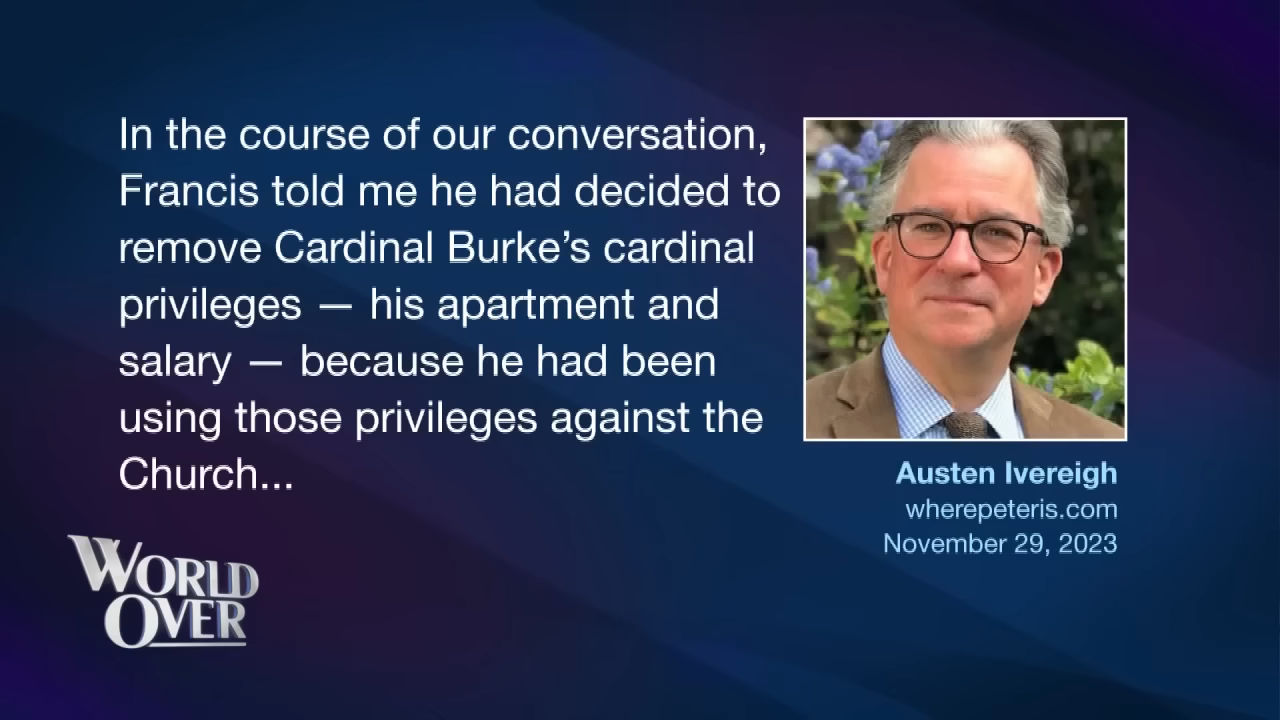 In the course of our conversation,
Francis told me he had decided to
remove Cardinal Burke’s cardinal
privileges — his apartment and
salary — because he had been
using those privileges against the
Church...
Austen Ivereigh
wherepeteris.com
November 29, 2023
WORLD
OVER